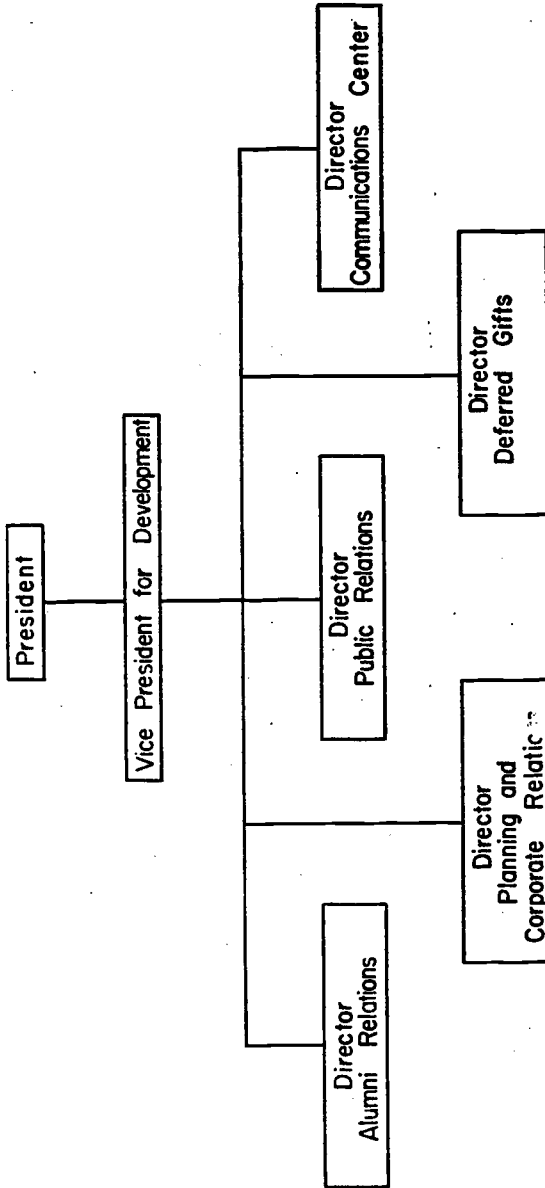 President
Vice President for Development
Director
Alumni Relations
Director
Public Relations
Director
Communications Center
Director
Planning and
Corporate
Director
Deferred Gifts